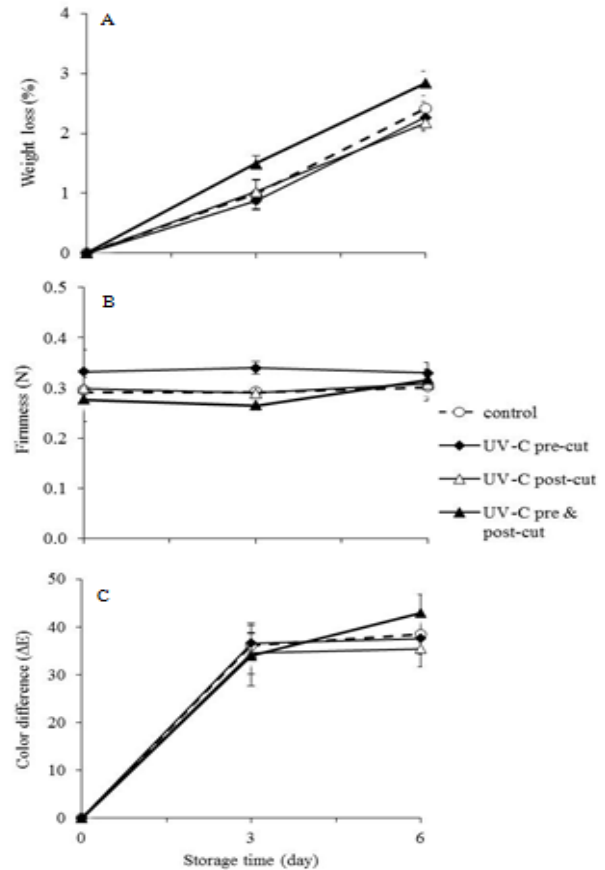 A
Weight loss (%)
4
3
2
1
0
B
Firmness (N)
0.5
0.4
0.3
0.2
0.1
0.0
control
UV-C pre-cut
UV-C post-cut
UV-C pre &
post-cut
C
Color difference (ΔE)
50
40
30
20
10
0
0
3
6
Storage time (day)